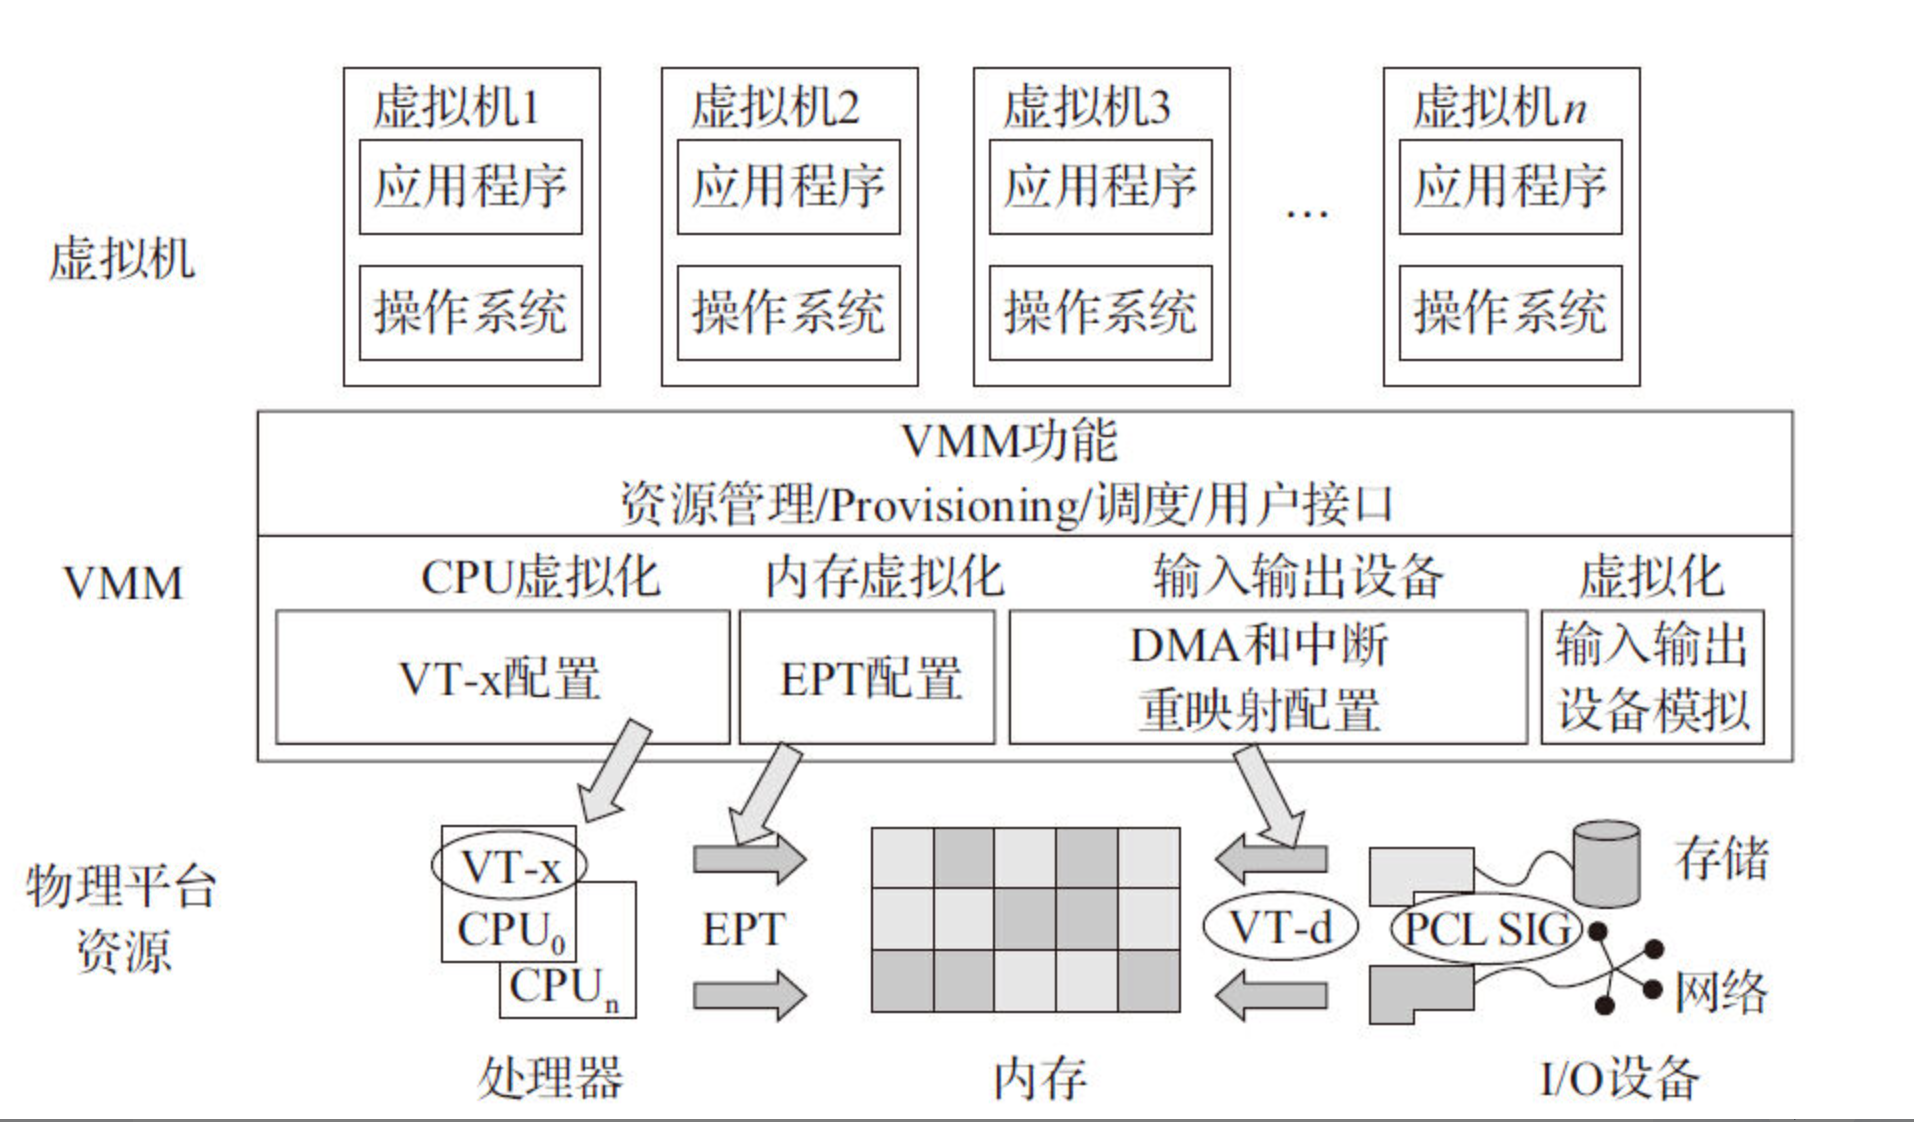 虚拟机1
虚拟机2
虚拟机3
虚拟机n
应用程序
应用程序
应用程序
…
应用程序
虚拟机
操作系统
操作系统
操作系统
操作系统
VMM功能
资源管理/Provisioning/调度/用户接口
VMM
CPU虚拟化
内存虚拟化
输入输出设备
虚拟化
VT-x配置
EPT配置
DMA和中断
重映射配置
输入输出
设备模拟
物理平台
资源
VT-x
CPU0
CPUn
EPT
VT-d
PCL SIG
存储
网络
处理器
内存
I/O设备